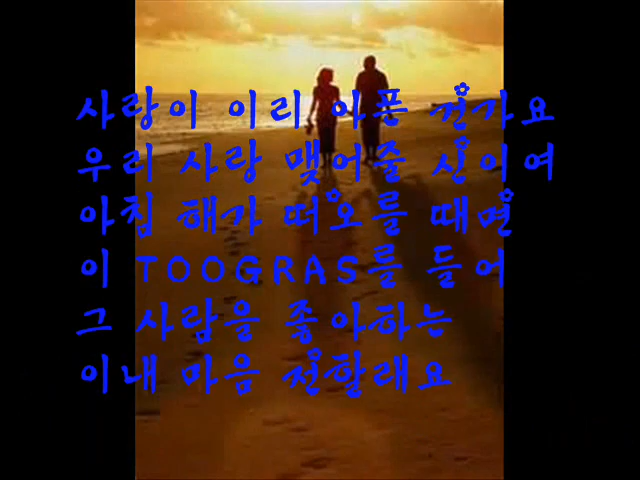 사랑이 이리 아픈 건가요
우리 사랑 맺어줄 신이여
아침 해가 떠오를 때면
이 TOOGRAS를 들어
그 사람을 좋아하는
이내 마음 전할래요